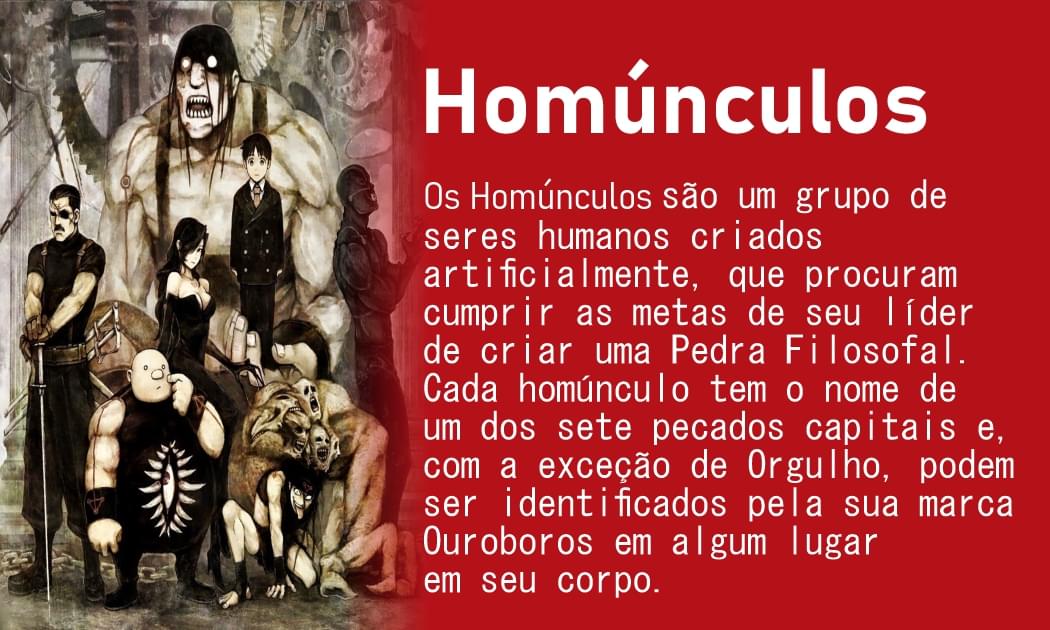 Homúnculos
Os Homúnculos são um grupo de
seres humanos criados
artificialmente, que procuram
cumprir as metas de seu líder
de criar uma Pedra Filosofal.
Cada homúnculo tem o nome de
um dos sete pecados capitais e,
com a exceção de Orgulho, podem
ser identificados pela sua marca
Ouroboros em algum lugar
em seu corpo.